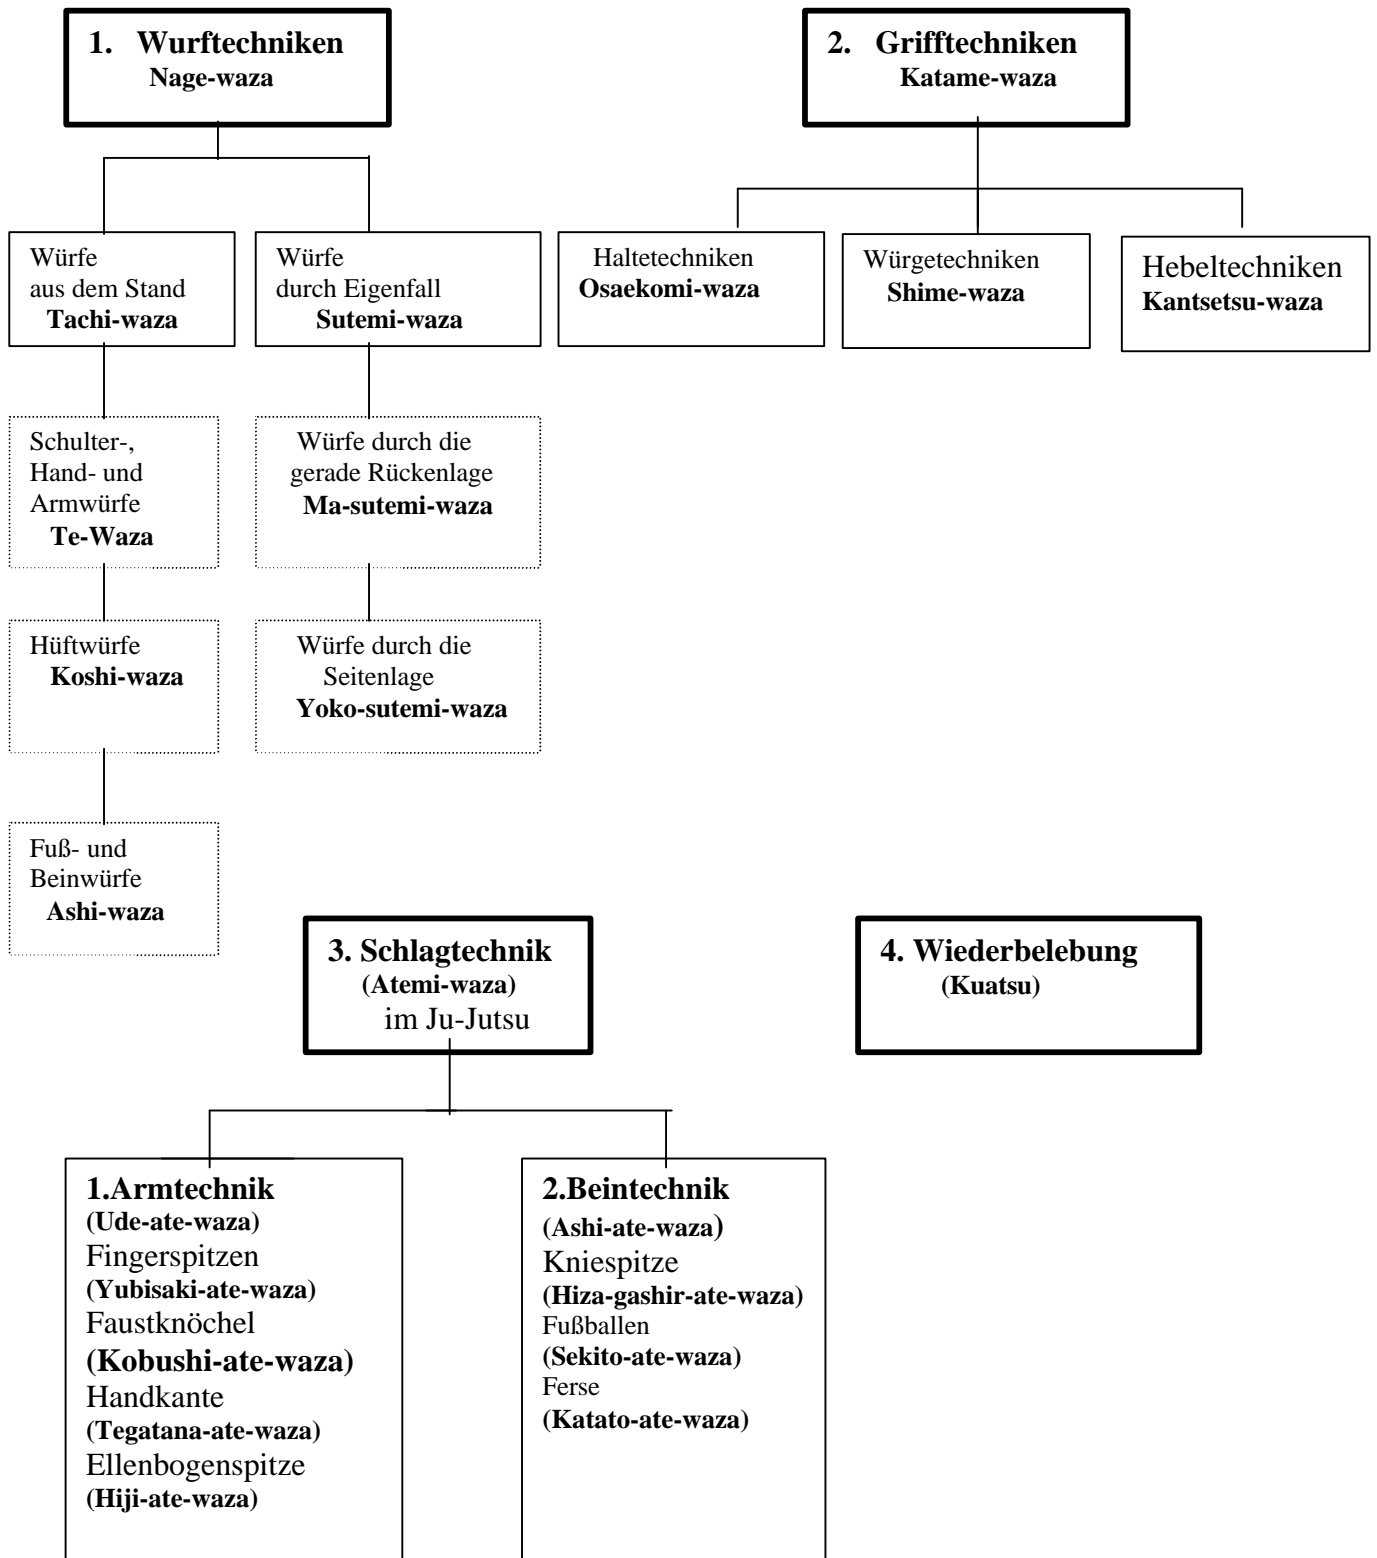 1. Wurftechniken
Nage-waza
2. Grifftechniken
Katame-waza
Würfe
aus dem Stand
Tachi-waza
Würfe
durch Eigenfall
Sutemi-waza
Haltetechniken
Osaekomi-waza
Würgetechniken
Shime-waza
Hebeltechniken
Kantsetsu-waza
Schulter-,
Hand- und
Armwürfe
Te-Waza
Würfe durch die
gerade Rückenlage
Ma-sutemi-waza
Hüftwürfe
Koshi-waza
Würfe durch die
Seitenlage
Yoko-sutemi-waza
Fuß- und
Beinwürfe
Ashi-waza
3. Schlagtechnik
(Atemi-waza)
im Ju-Jutsu
4. Wiederbelebung
(Kuatsu)
1.Armtechnik
(Ude-ate-waza)
Fingerspitzen
(Yubisaki-ate-waza)
Faustknöchel
(Kobushi-ate-waza)
Handkante
(Tegatana-ate-waza)
Ellenbogenspitze
(Hiji-ate-waza)
2.Beintechnik
(Ashi-ate-waza)
Kniespitze
(Hiza-gashir-ate-waza)
Fußballen
(Sekito-ate-waza)
Ferse
(Katato-ate-waza)